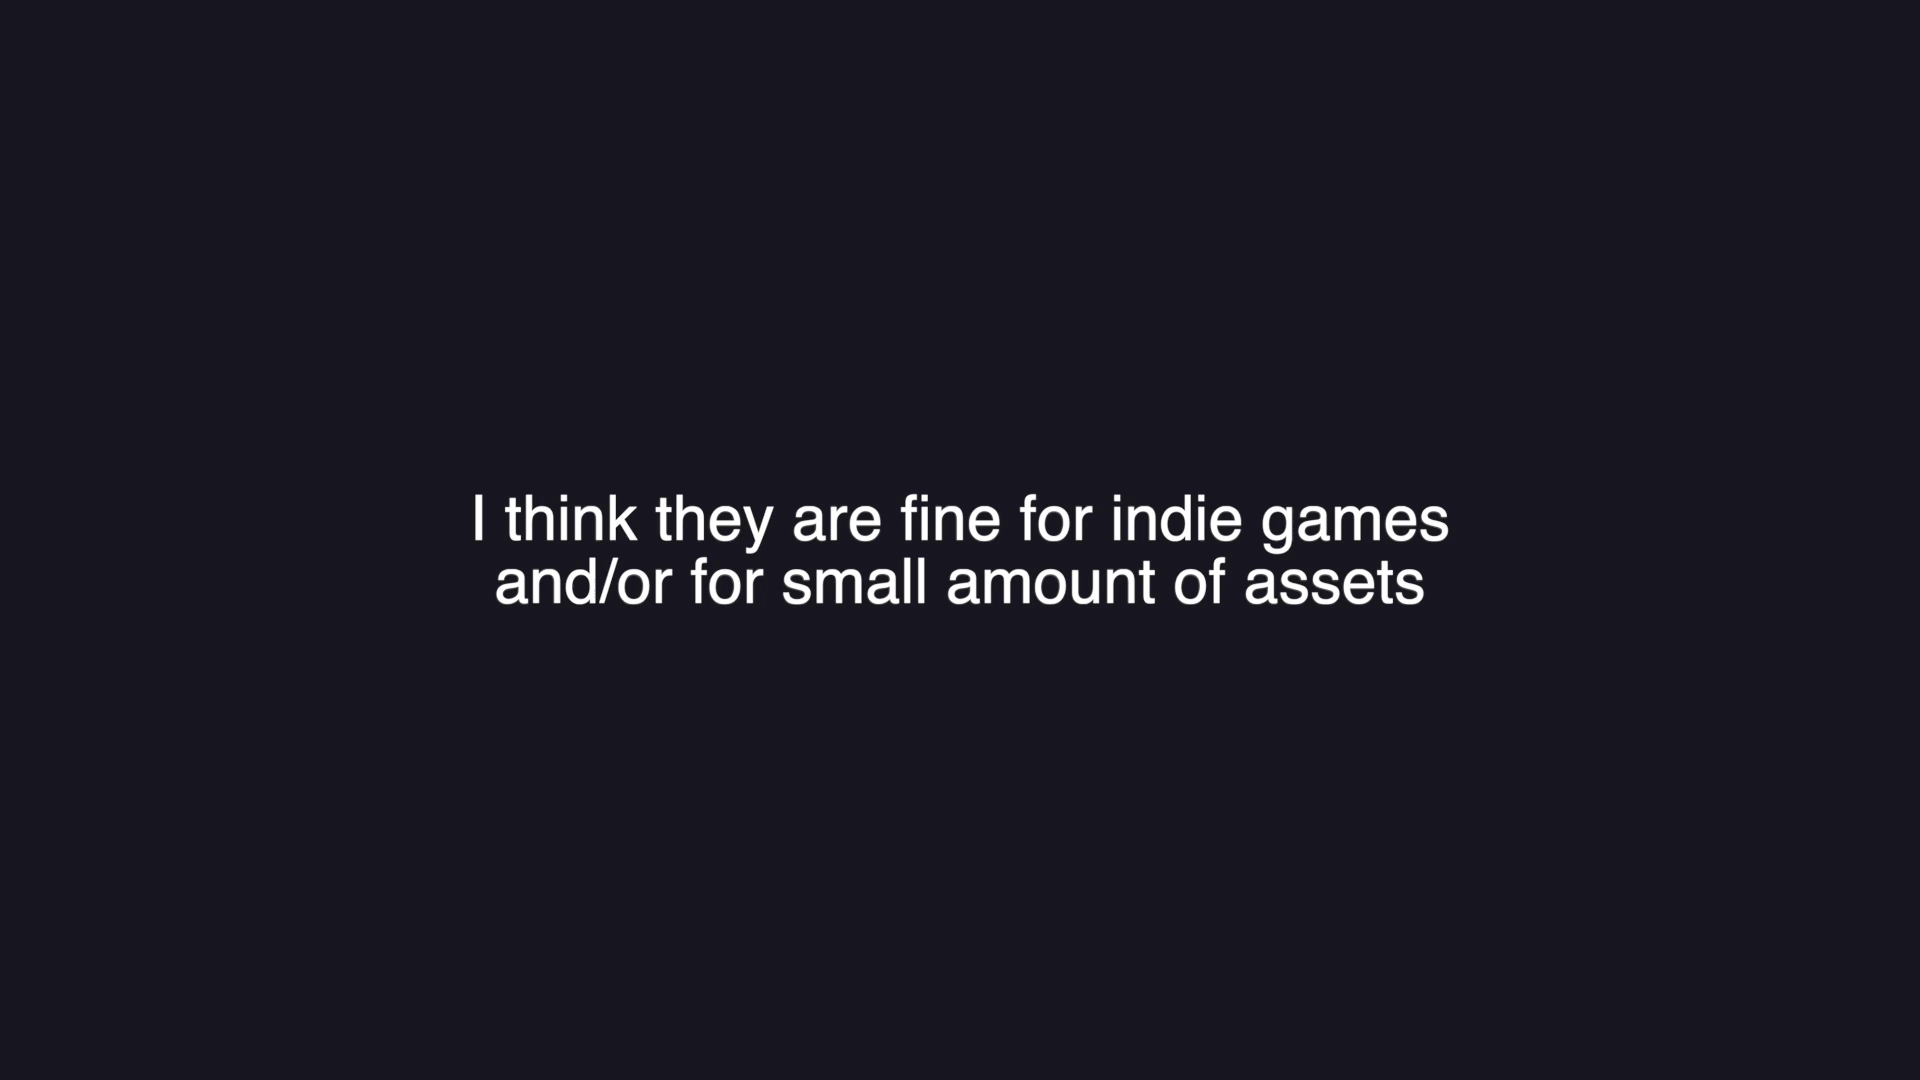 I think they are fine for indie games
and/or for small amount of assets